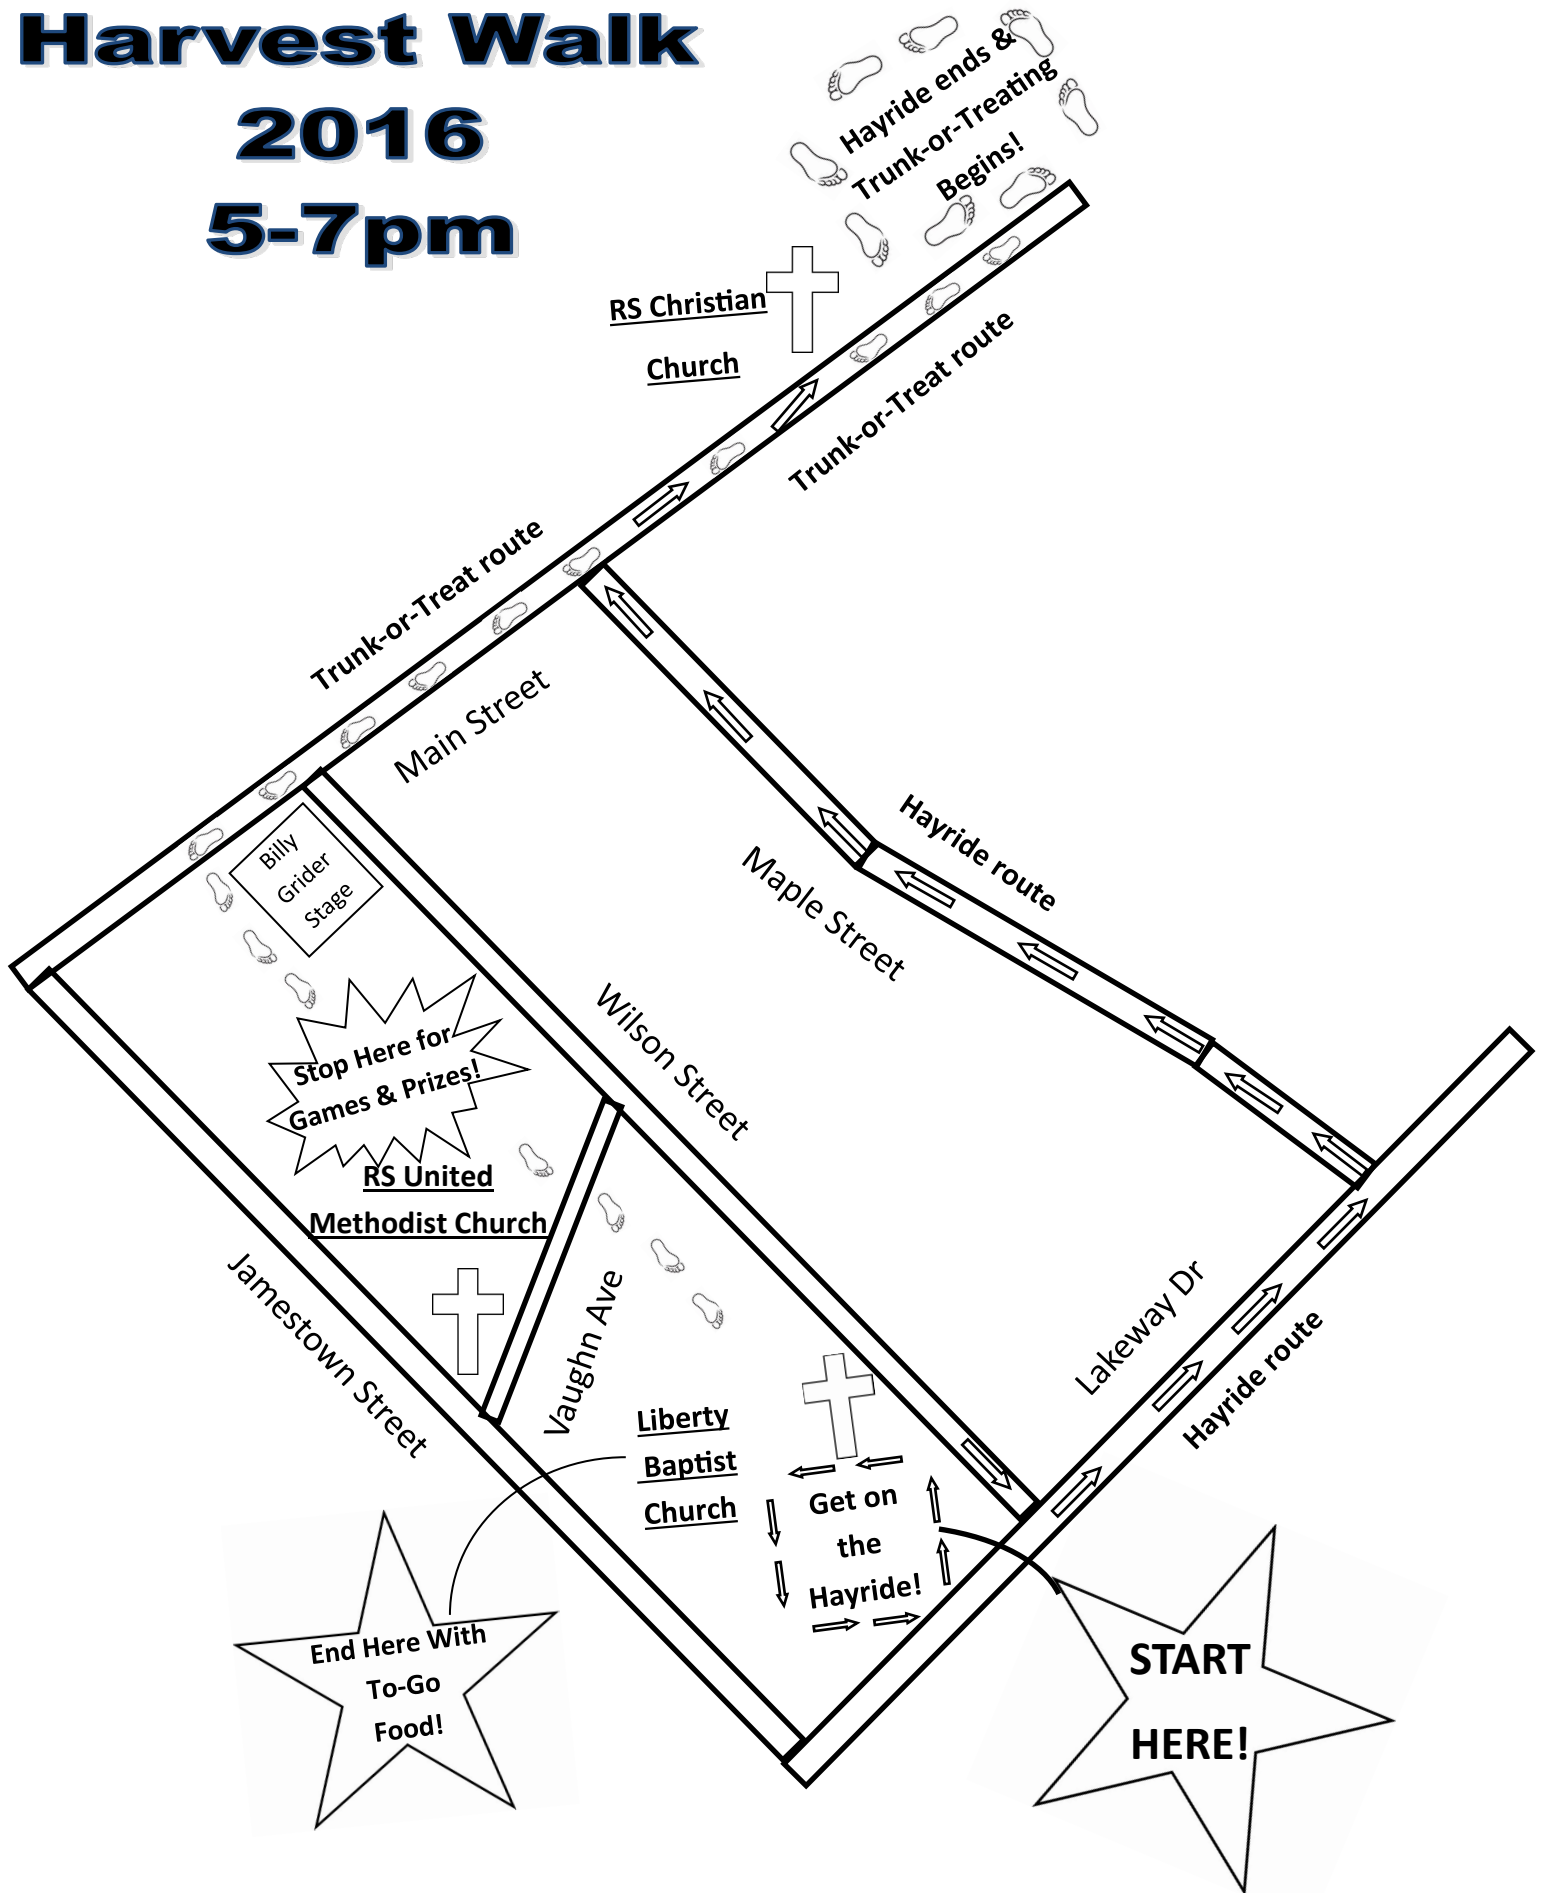 Harvest Walk
2016
5-7pm
Hayride ends &
Trunk-or-Treating
Begins!
RS Christian
Church
Trunk-or-Treat route
Trunk-or-Treat route
Main Street
Hayride route
Maple Street
Billy
Grider
Stage
Wilson Street
Stop Here for
Games & Prizes!
RS United
Methodist Church
Jamestown Street
Vaughn Ave
Lakeway Dr
Hayride route
Liberty
Baptist
Church
Get on
the
Hayride!
End Here With
To-Go
Food!
START
HERE!